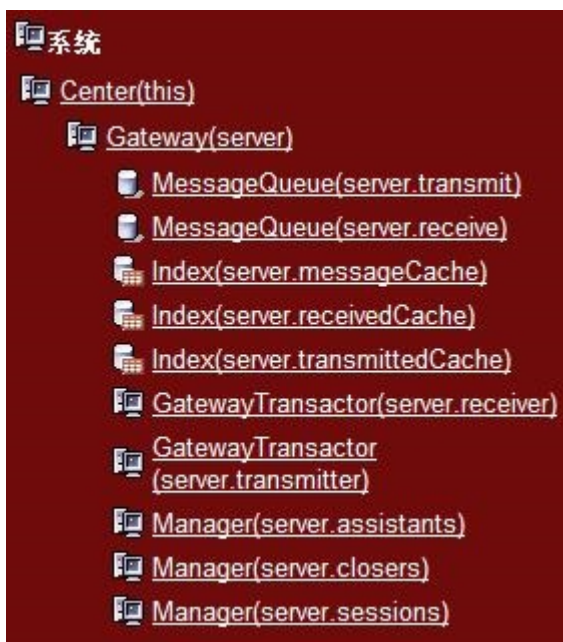 系统
Center(this)
Gateway(server)
MessageQueue(server.transmit)
MessageQueue(server.receive)
Index(server.messageCache)
Index(server.receivedCache)
Index(server.transmittedCache)
GatewayTransactor(server.receiver)
GatewayTransactor
(server.transmitter)
Manager(server.assistants)
Manager(server.closers)
Manager(server.sessions)